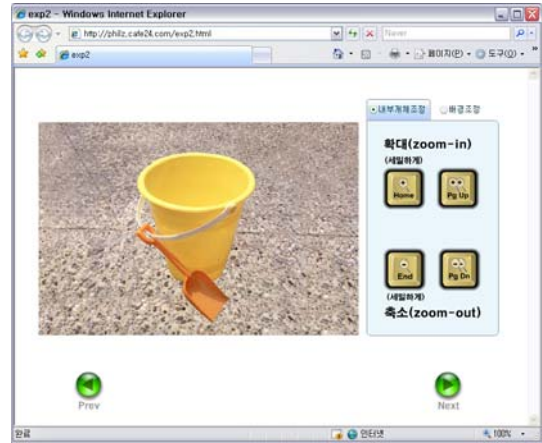 exp2 - Windows Internet Explorer
http://philz.cafe24.com/exp2.html
Naver
exp2
페이지(P)
도구(O)
내부개체조절
배경조절
확대(zoom-in)
(세밀하게)
Home
Pg Up
End
Pg Dn
(세밀하게)
축소(zoom-out)
Prev
Next
완료
인터넷
100%